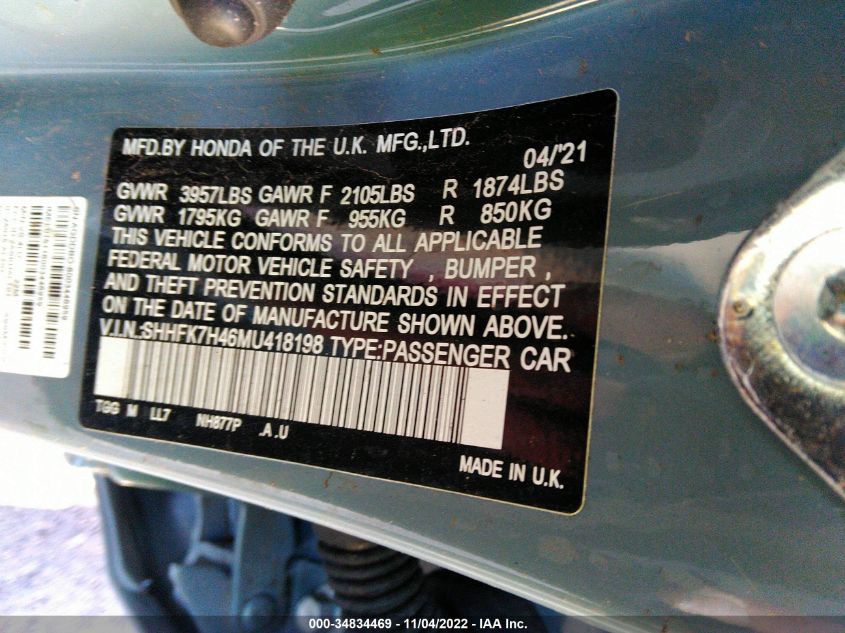 MFD.BY HONDA OF THE U.K. MFG.,LTD.
04/'21
GVWR 3957LBS GAWR F 2105LBS R 1874LBS
GVWR 1795KG GAWR F 955KG R 850KG
THIS VEHICLE CONFORMS TO ALL APPLICABLE
FEDERAL MOTOR VEHICLE SAFETY , BUMPER ,
AND THEFT PREVENTION STANDARDS IN EFFECT
ON THE DATE OF MANUFACTURE SHOWN ABOVE.
V.I.N.:SHHFK7H46MU418198 TYPE:PASSENGER CAR
TGG M LL7 NH877P .A .U
MADE IN U.K.
000-34834469 - 11/04/2022 - IAA Inc.